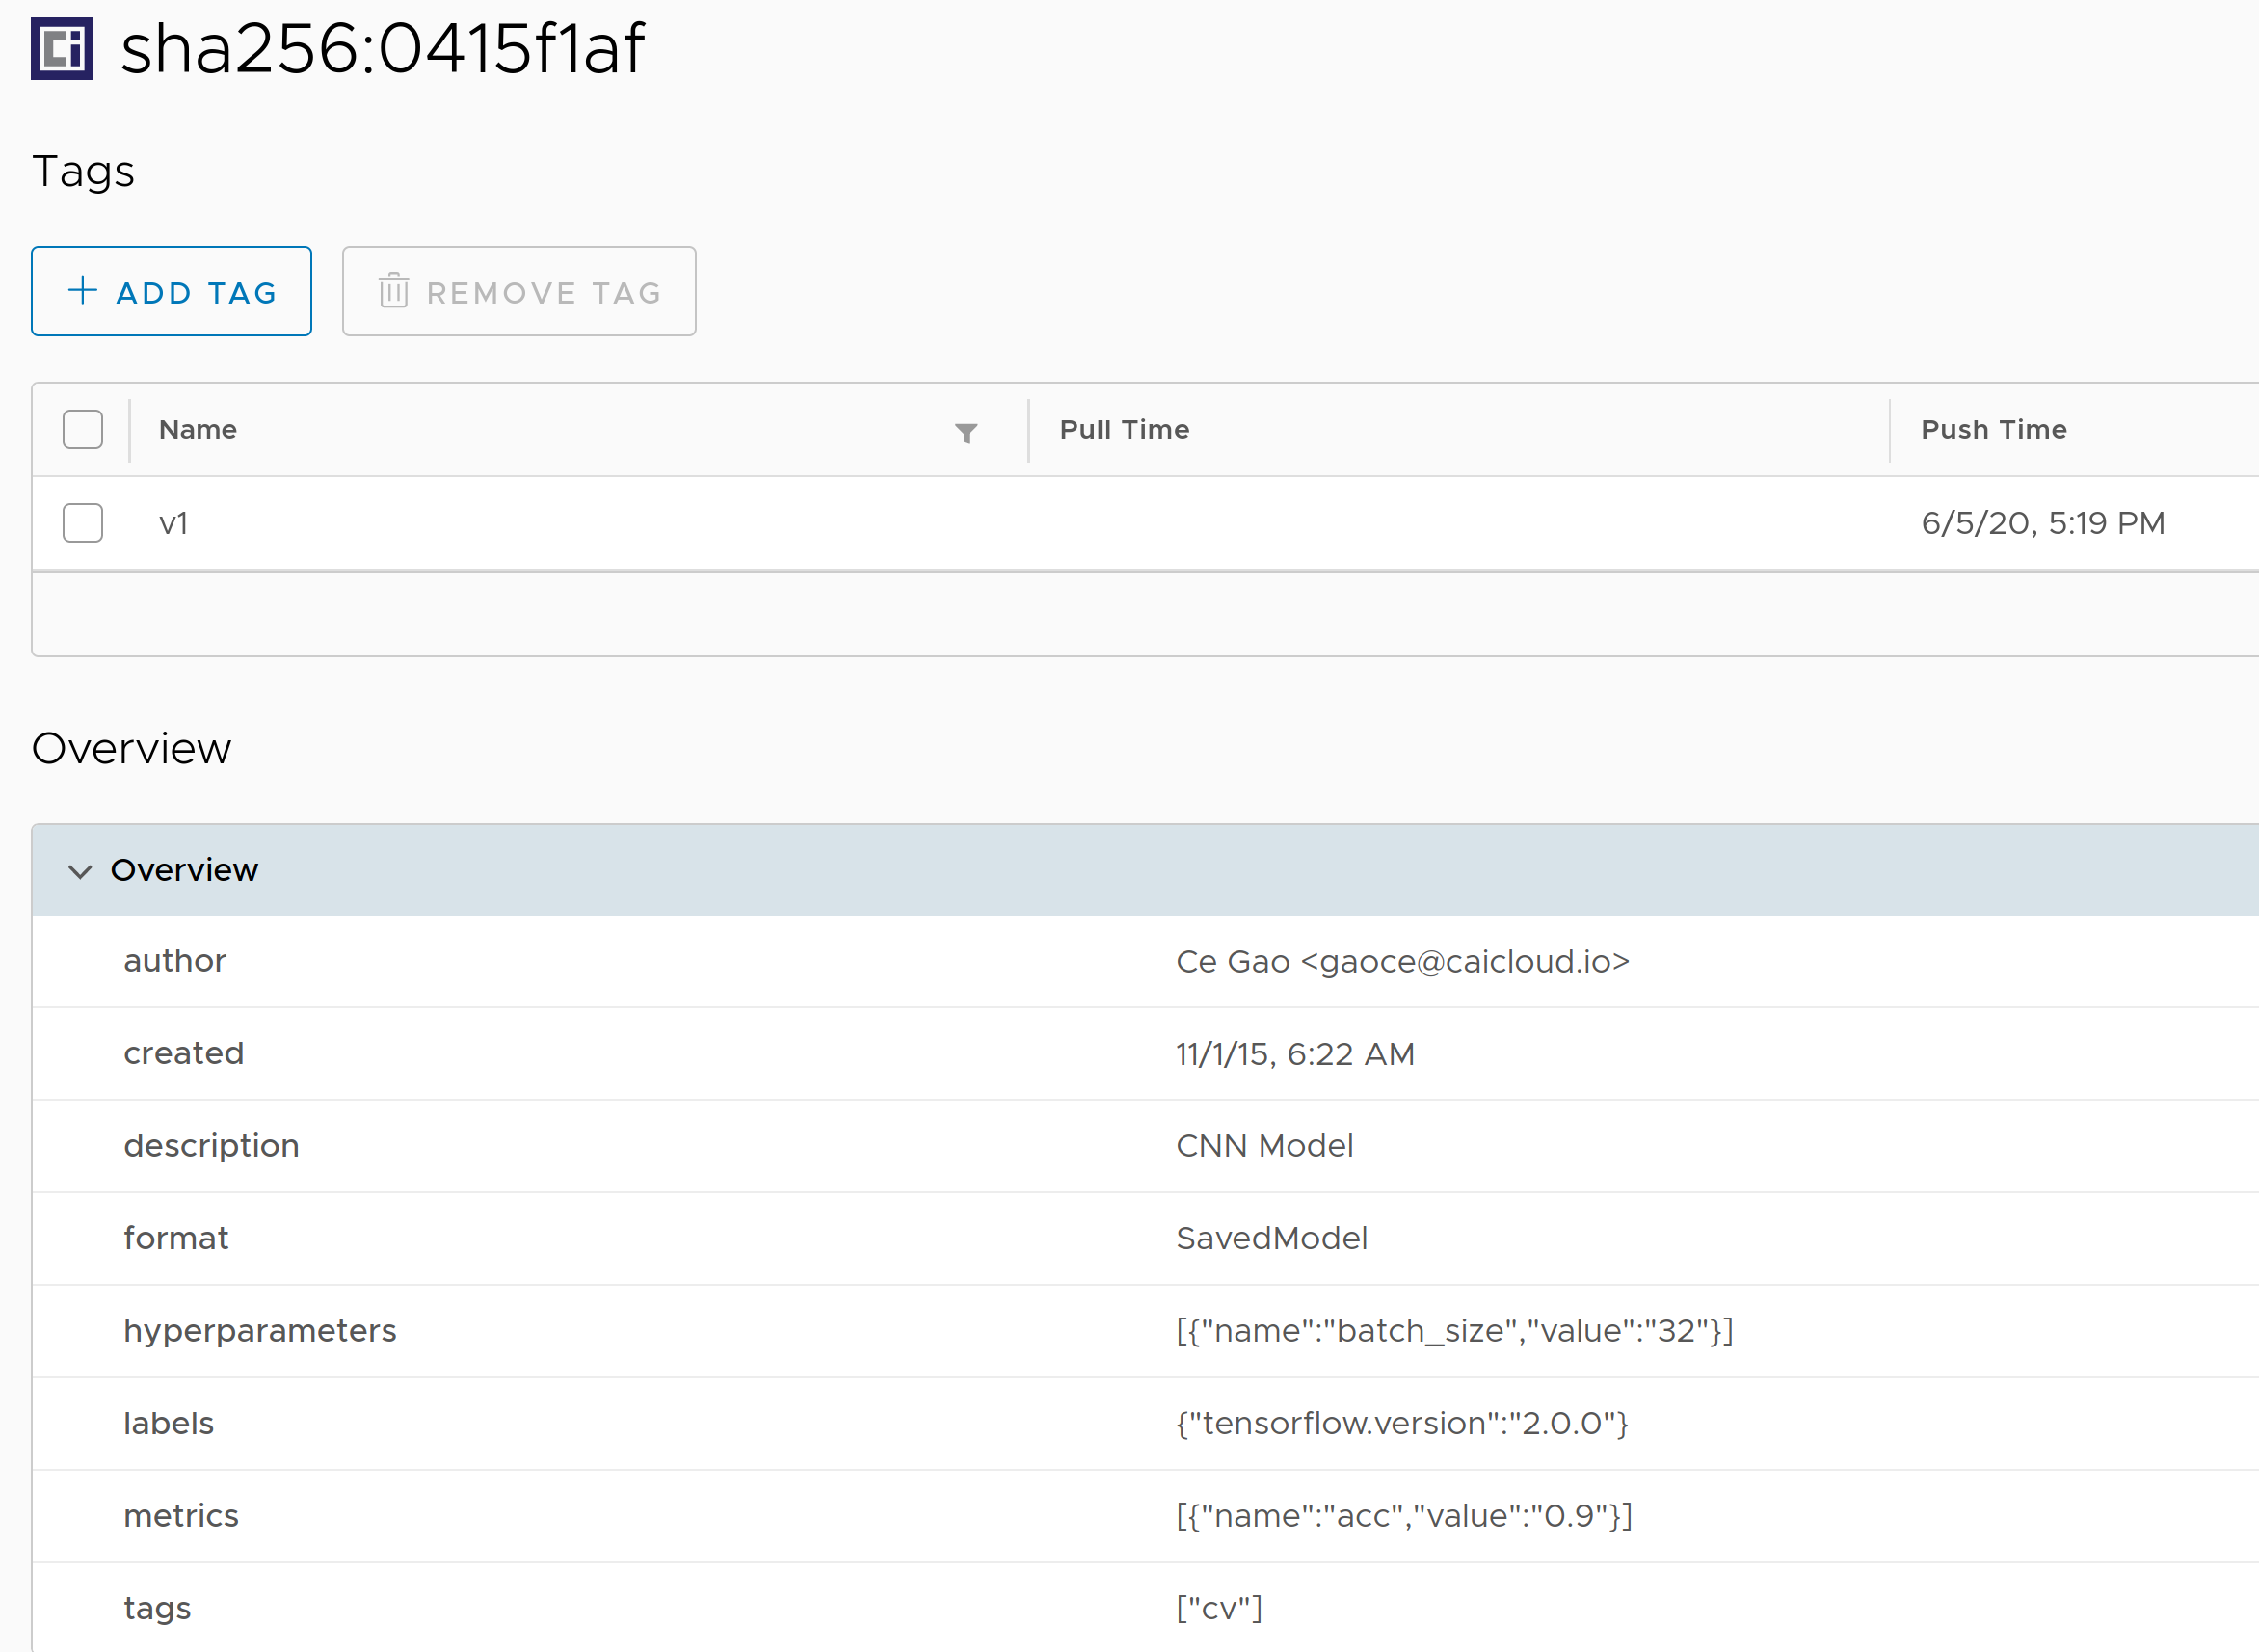 Ci sha256:0415f1af
Tags
ADD TAG REMOVE TAG
Name Pull Time Push Time
v1 6/5/20, 5:19 PM
Overview
Overview
author Ce Gao <gaoce@caicloud.io>
created 11/1/15, 6:22 AM
description CNN Model
format SavedModel
hyperparameters [{"name":"batch_size","value":"32"}]
labels {"tensorflow.version":"2.0.0"}
metrics [{"name":"acc","value":"0.9"}]
tags ["cv"]